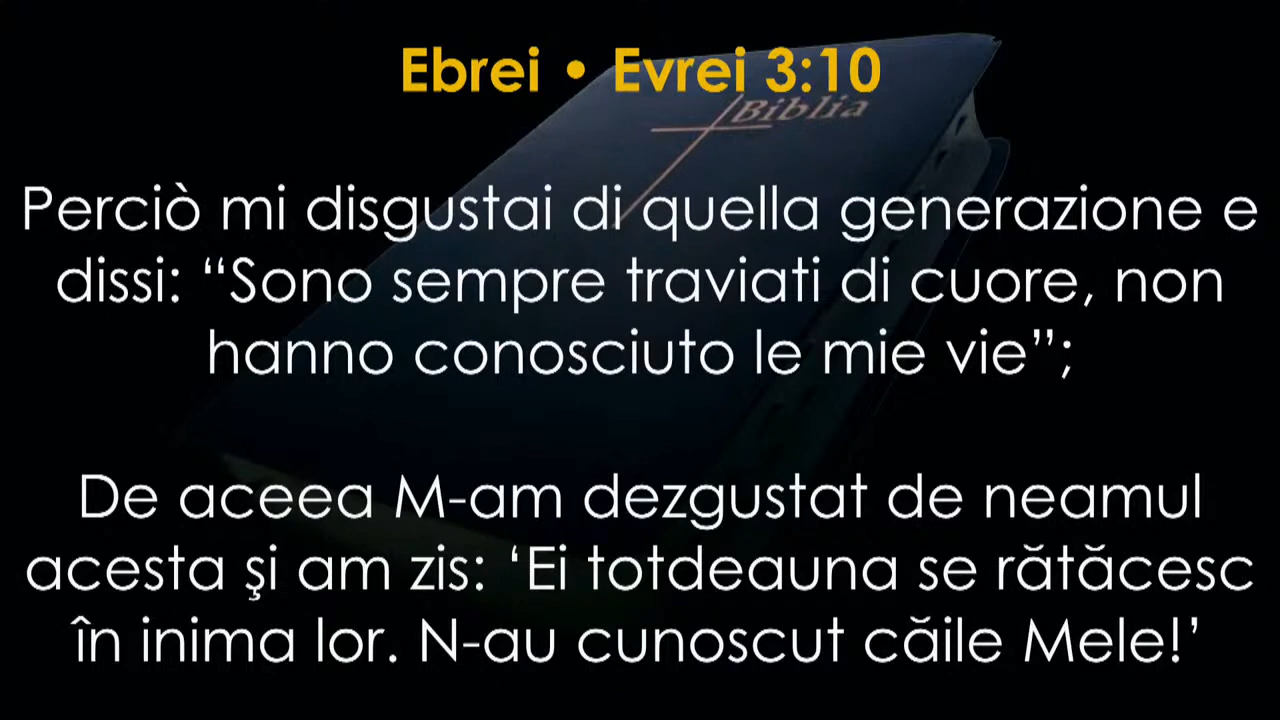 Ebrei • Evrei 3:10
Biblia
Perciò mi disgustai di quella generazione e
dissi: “Sono sempre traviati di cuore, non
hanno conosciuto le mie vie”;
De aceea M-am dezgustat de neamul
acesta şi am zis: ‘Ei totdeauna se rătăcesc
în inima lor. N-au cunoscut căile Mele!’